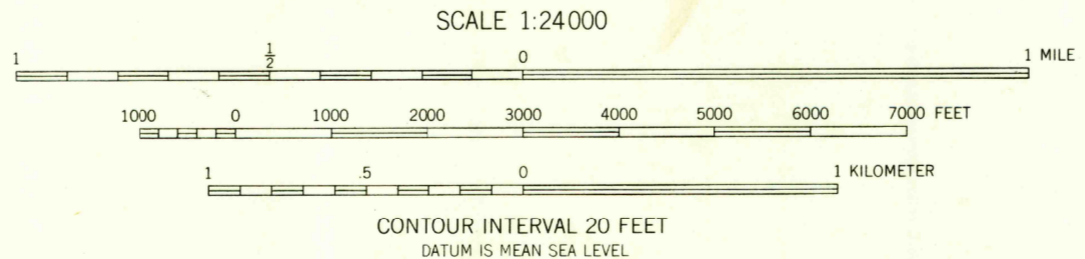 SCALE 1:24000
1 1/2 0 1 MILE
1000 0 1000 2000 3000 4000 5000 6000 7000 FEET
1 .5 0 1 KILOMETER
CONTOUR INTERVAL 20 FEET
DATUM IS MEAN SEA LEVEL